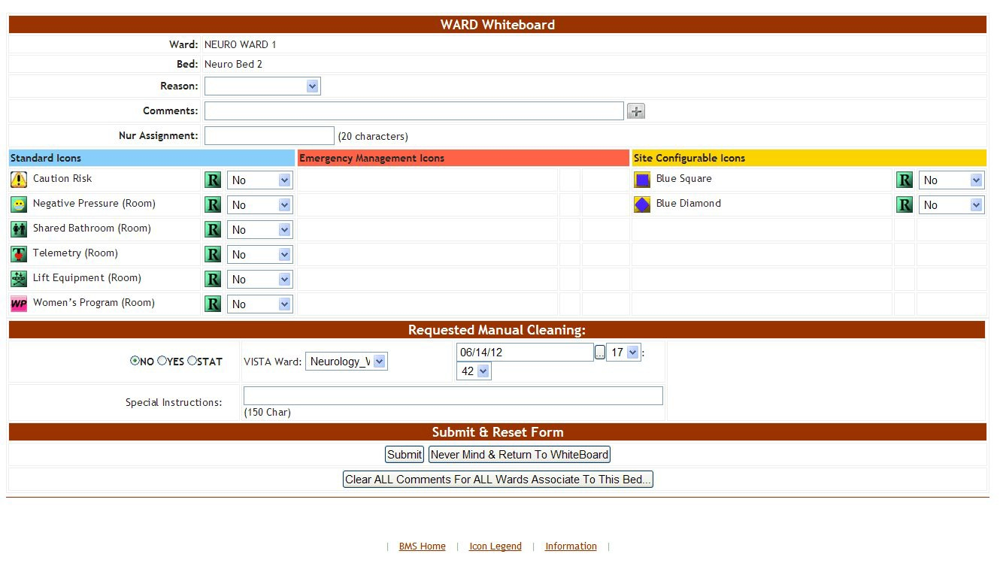 WARD Whiteboard
Ward: NEURO WARD 1
Bed: Neuro Bed 2
Reason:
Comments:
Nur Assignment: (20 characters)
Standard Icons Emergency Management Icons Site Configurable Icons
Caution Risk R No Blue Square R No
Negative Pressure (Room) R No Blue Diamond R No
Shared Bathroom (Room) R No
Telemetry (Room) R No
Lift Equipment (Room) R No
WP Women's Program (Room) R No
Requested Manual Cleaning:
NO YES STAT VISTA Ward: Neurology_V 06/14/12 ... 17 :
42
Special Instructions:
(150 Char)
Submit & Reset Form
Submit Never Mind & Return To WhiteBoard
Clear ALL Comments For ALL Wards Associate To This Bed...
| BMS Home | Icon Legend | Information |